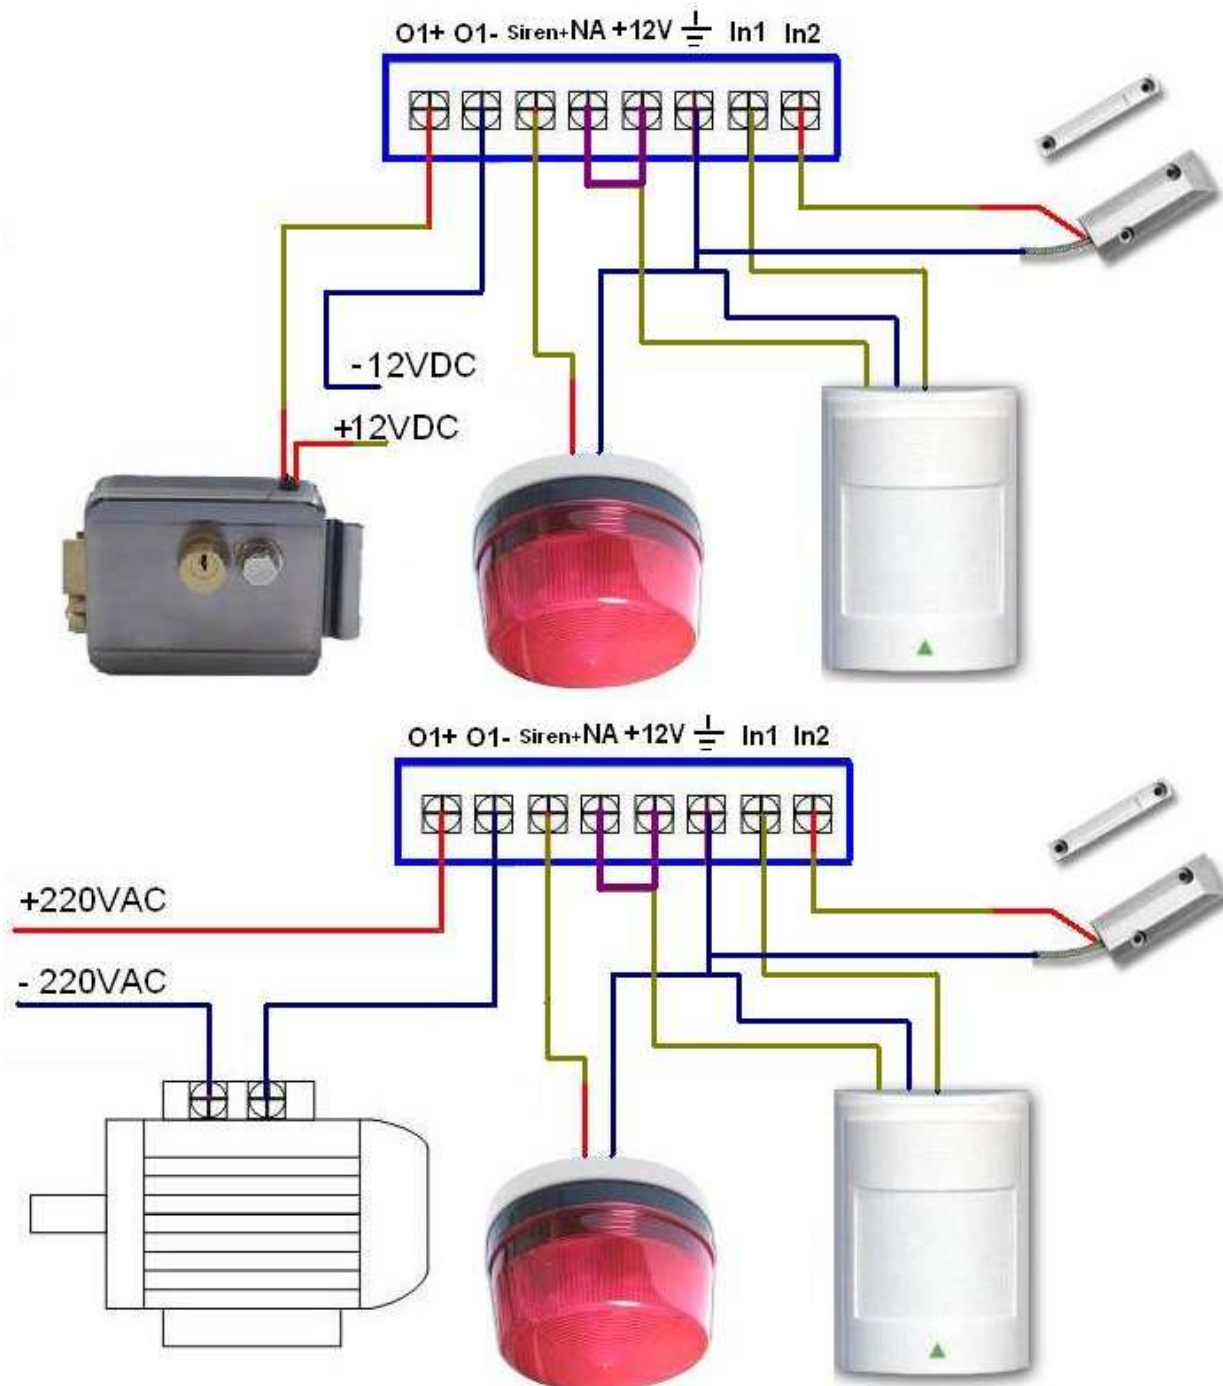 O1+ O1- Siren+ NA +12V In1 In2
-12VDC
+12VDC
O1+ O1- Siren+ NA +12V In1 In2
+220VAC
- 220VAC